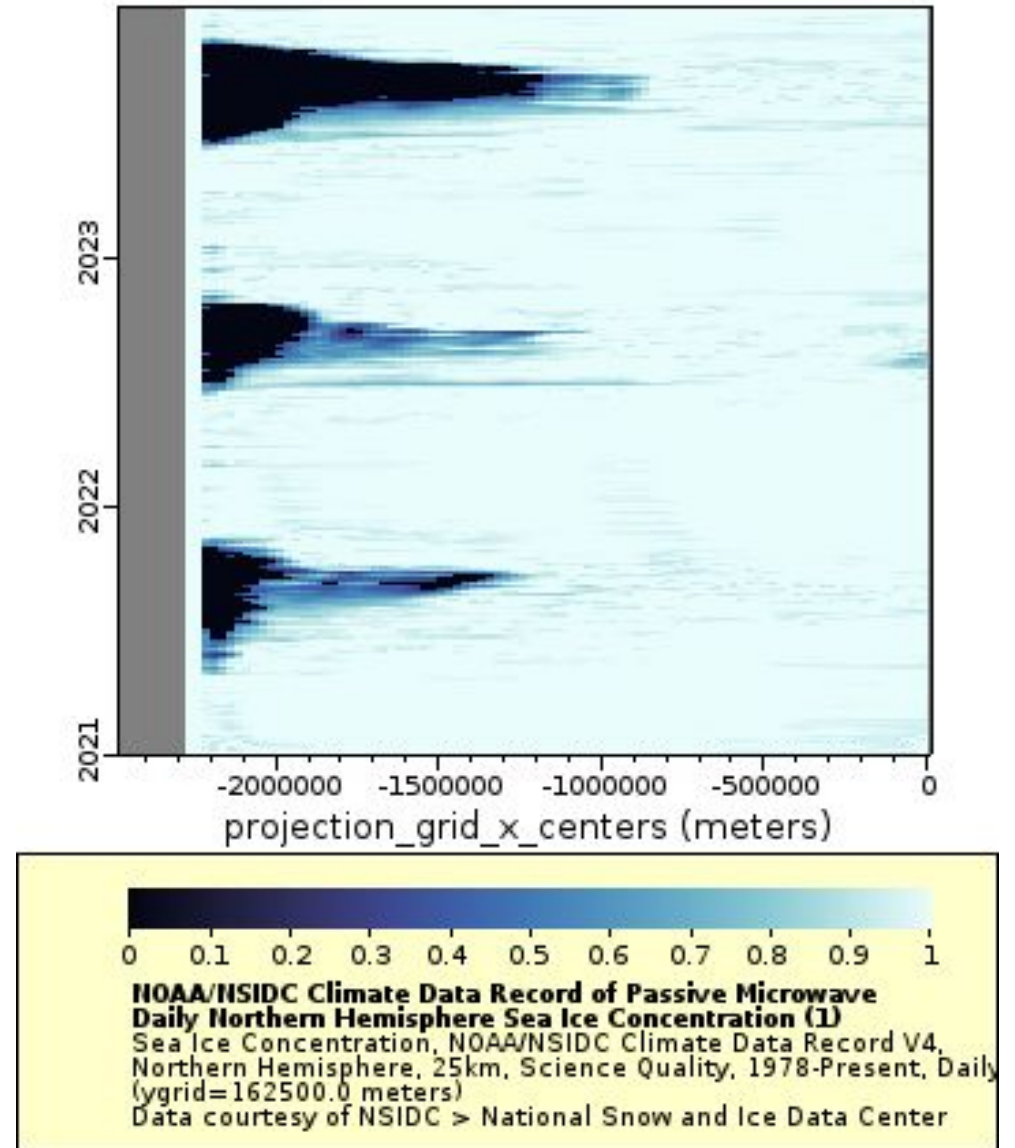 2023
2022
2021
-2000000 -1500000 -1000000 -500000 0
projection_grid_x_centers (meters)
0 0.1 0.2 0.3 0.4 0.5 0.6 0.7 0.8 0.9 1
NOAA/NSIDC Climate Data Record of Passive Microwave
Daily Northern Hemisphere Sea Ice Concentration (1)
Sea Ice Concentration, NOAA/NSIDC Climate Data Record V4,
Northern Hemisphere, 25km, Science Quality, 1978-Present, Daily
(ygrid=162500.0 meters)
Data courtesy of NSIDC > National Snow and Ice Data Center